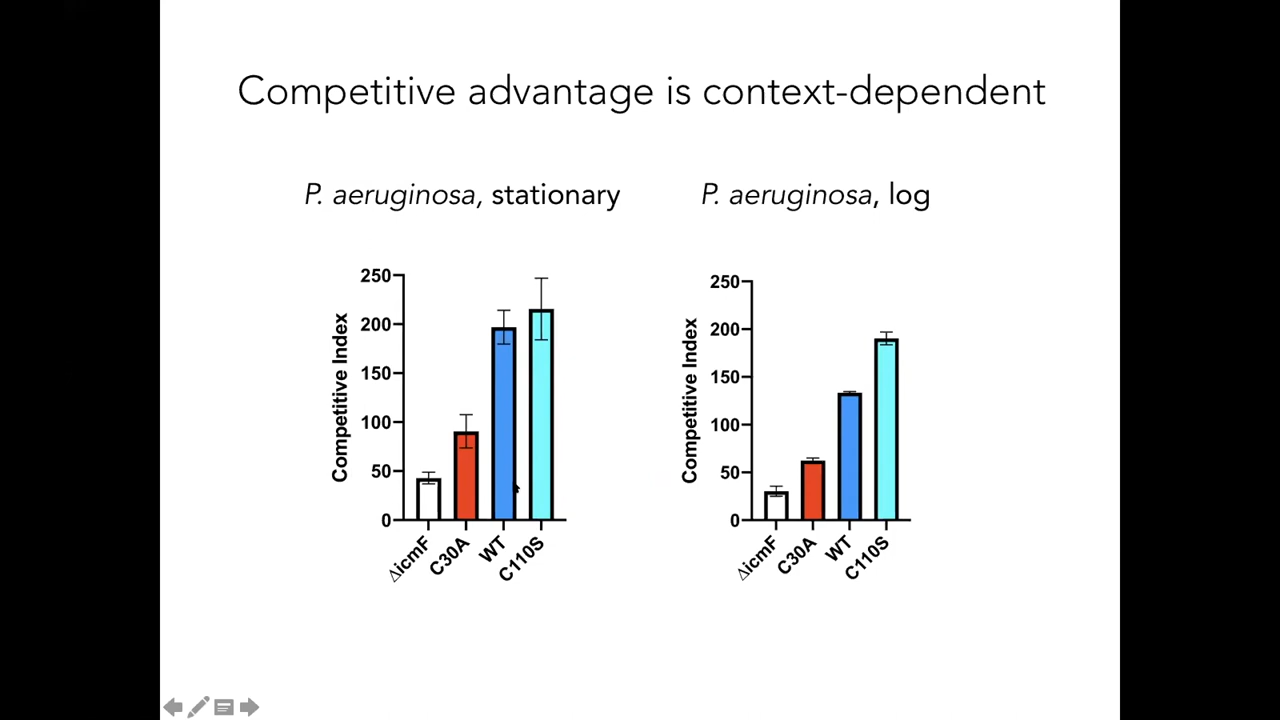 Competitive advantage is context-dependent
P. aeruginosa, stationary
P. aeruginosa, log
Competitive Index
250
200
150
100
50
0
ΔicmF
C30A
WT
C110S
Competitive Index
250
200
150
100
50
0
ΔicmF
C30A
WT
C110S